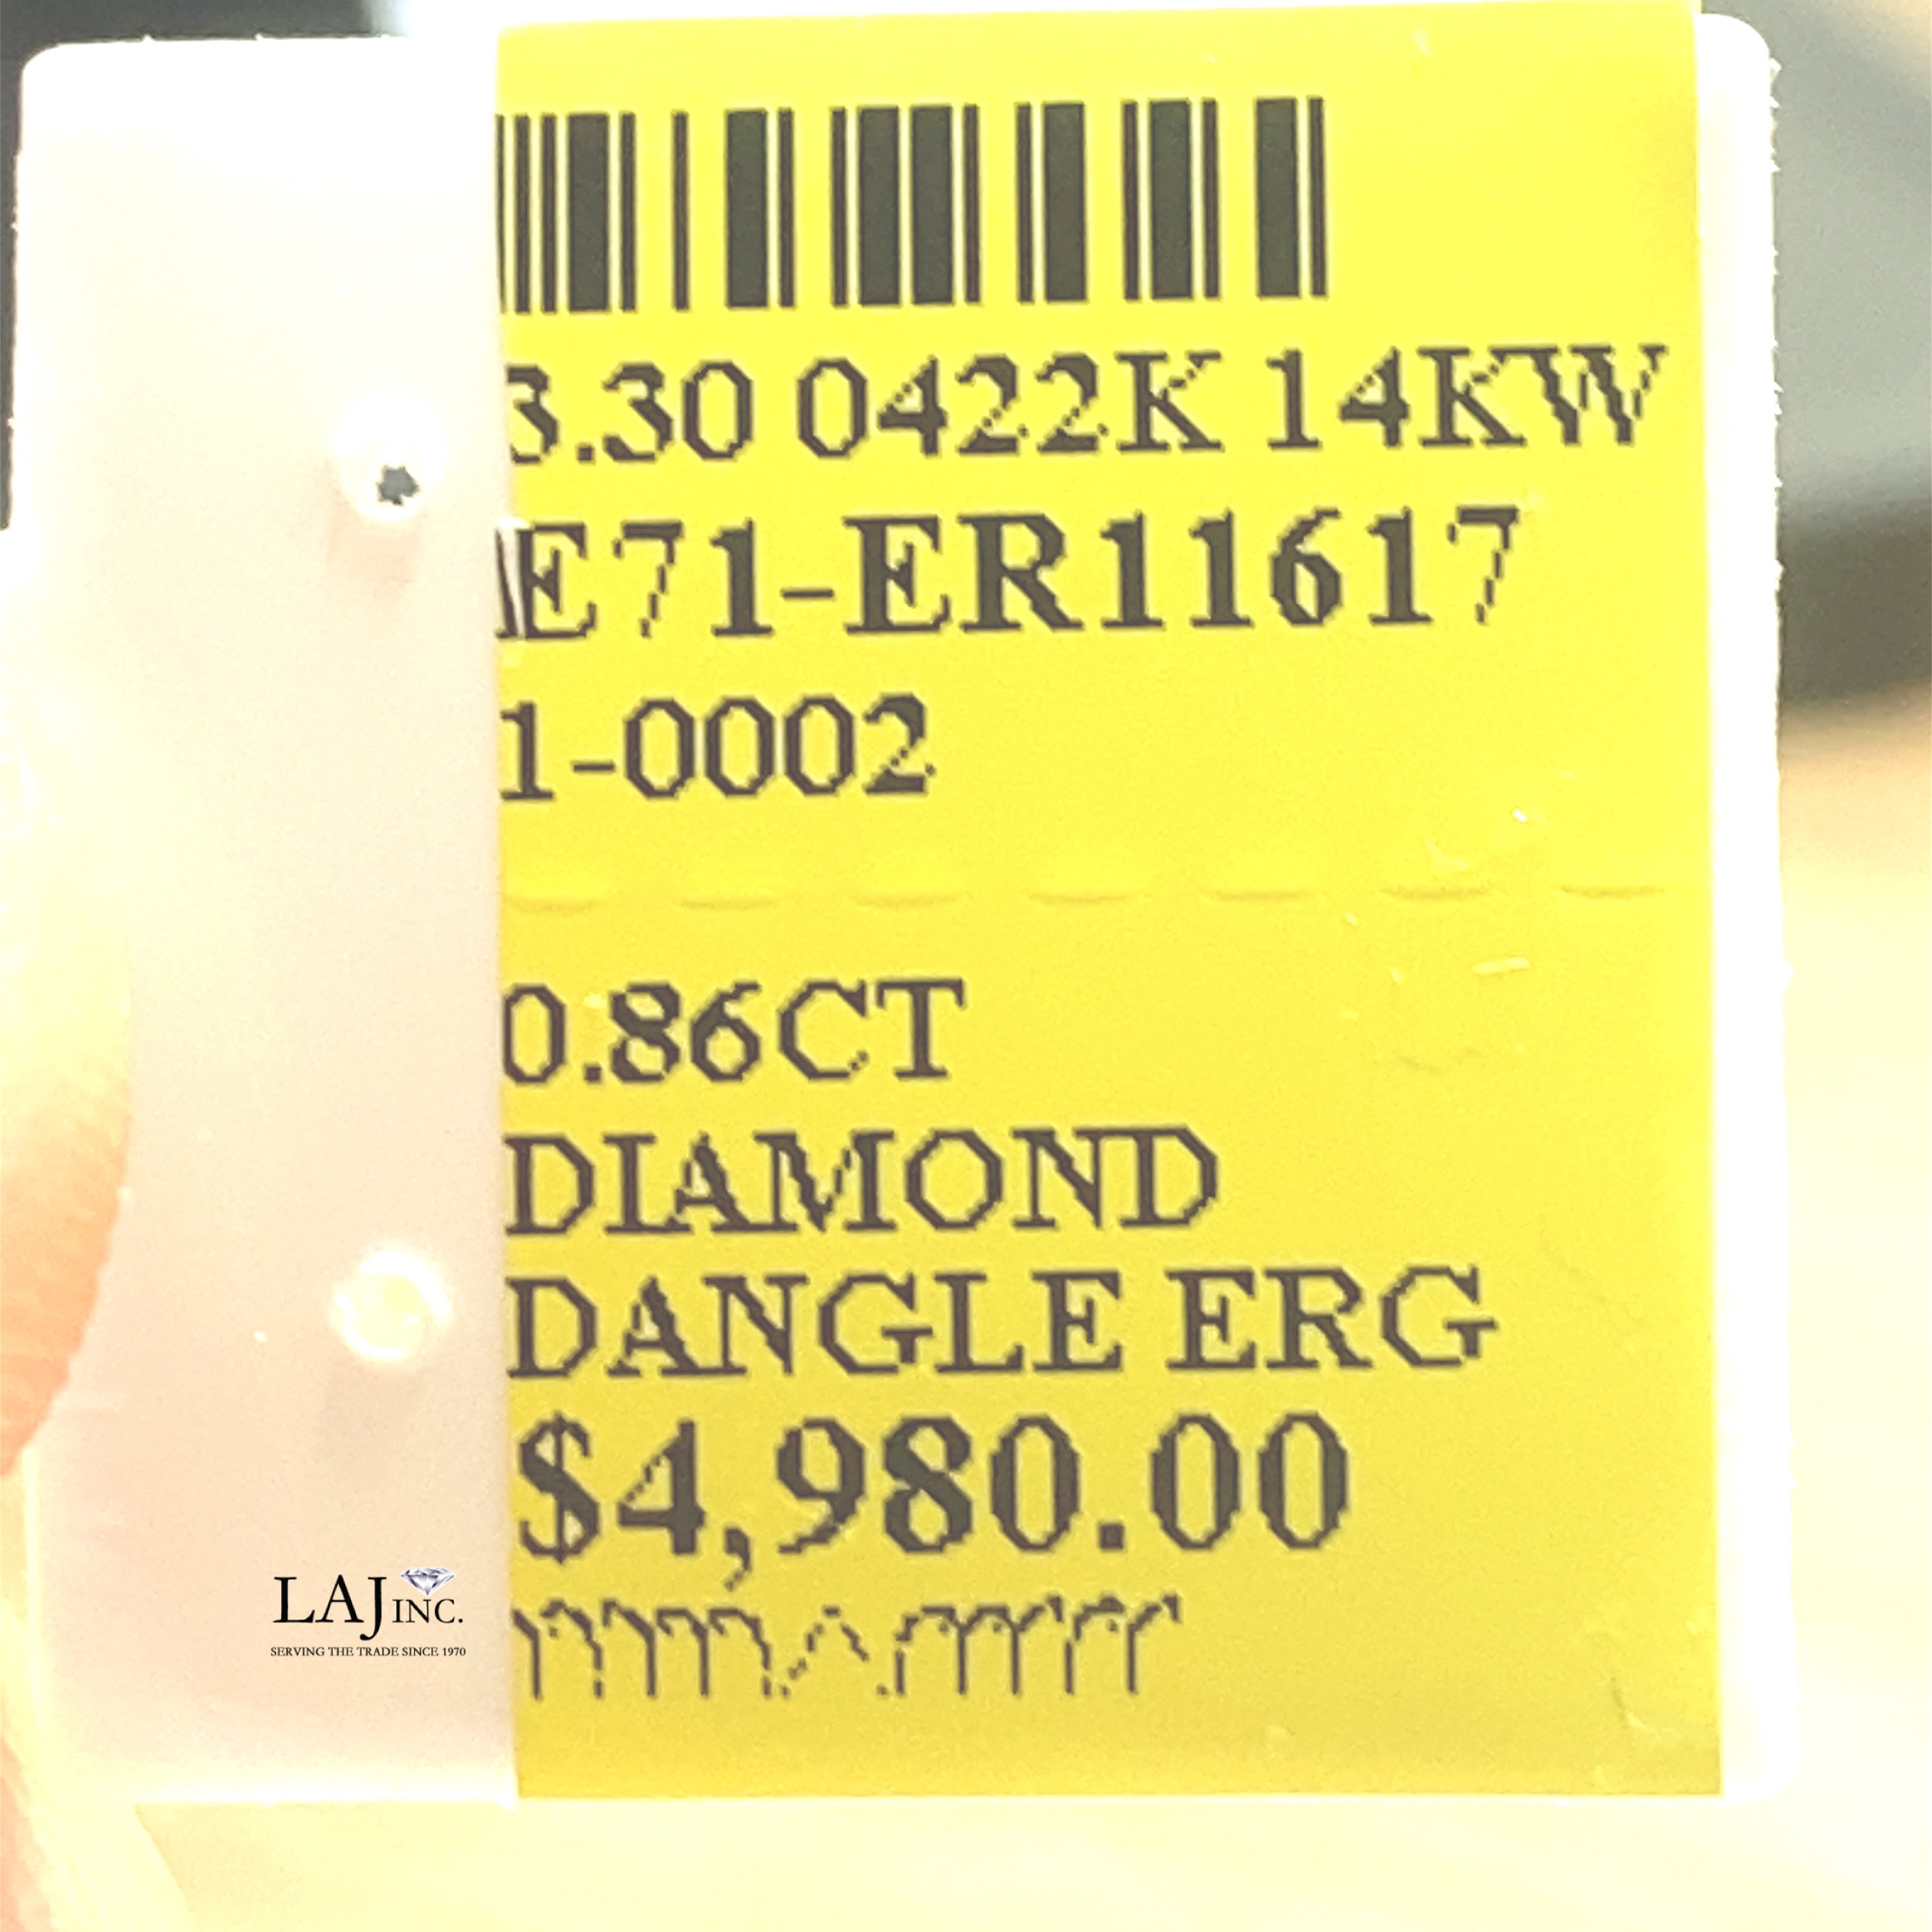 3.30 0422K 14KW
E71-ER11617
1-0002
0.86CT
DIAMOND
DANGLE ERG
$4,980.00
LAJ INC.
SERVING THE TRADE SINCE 1970